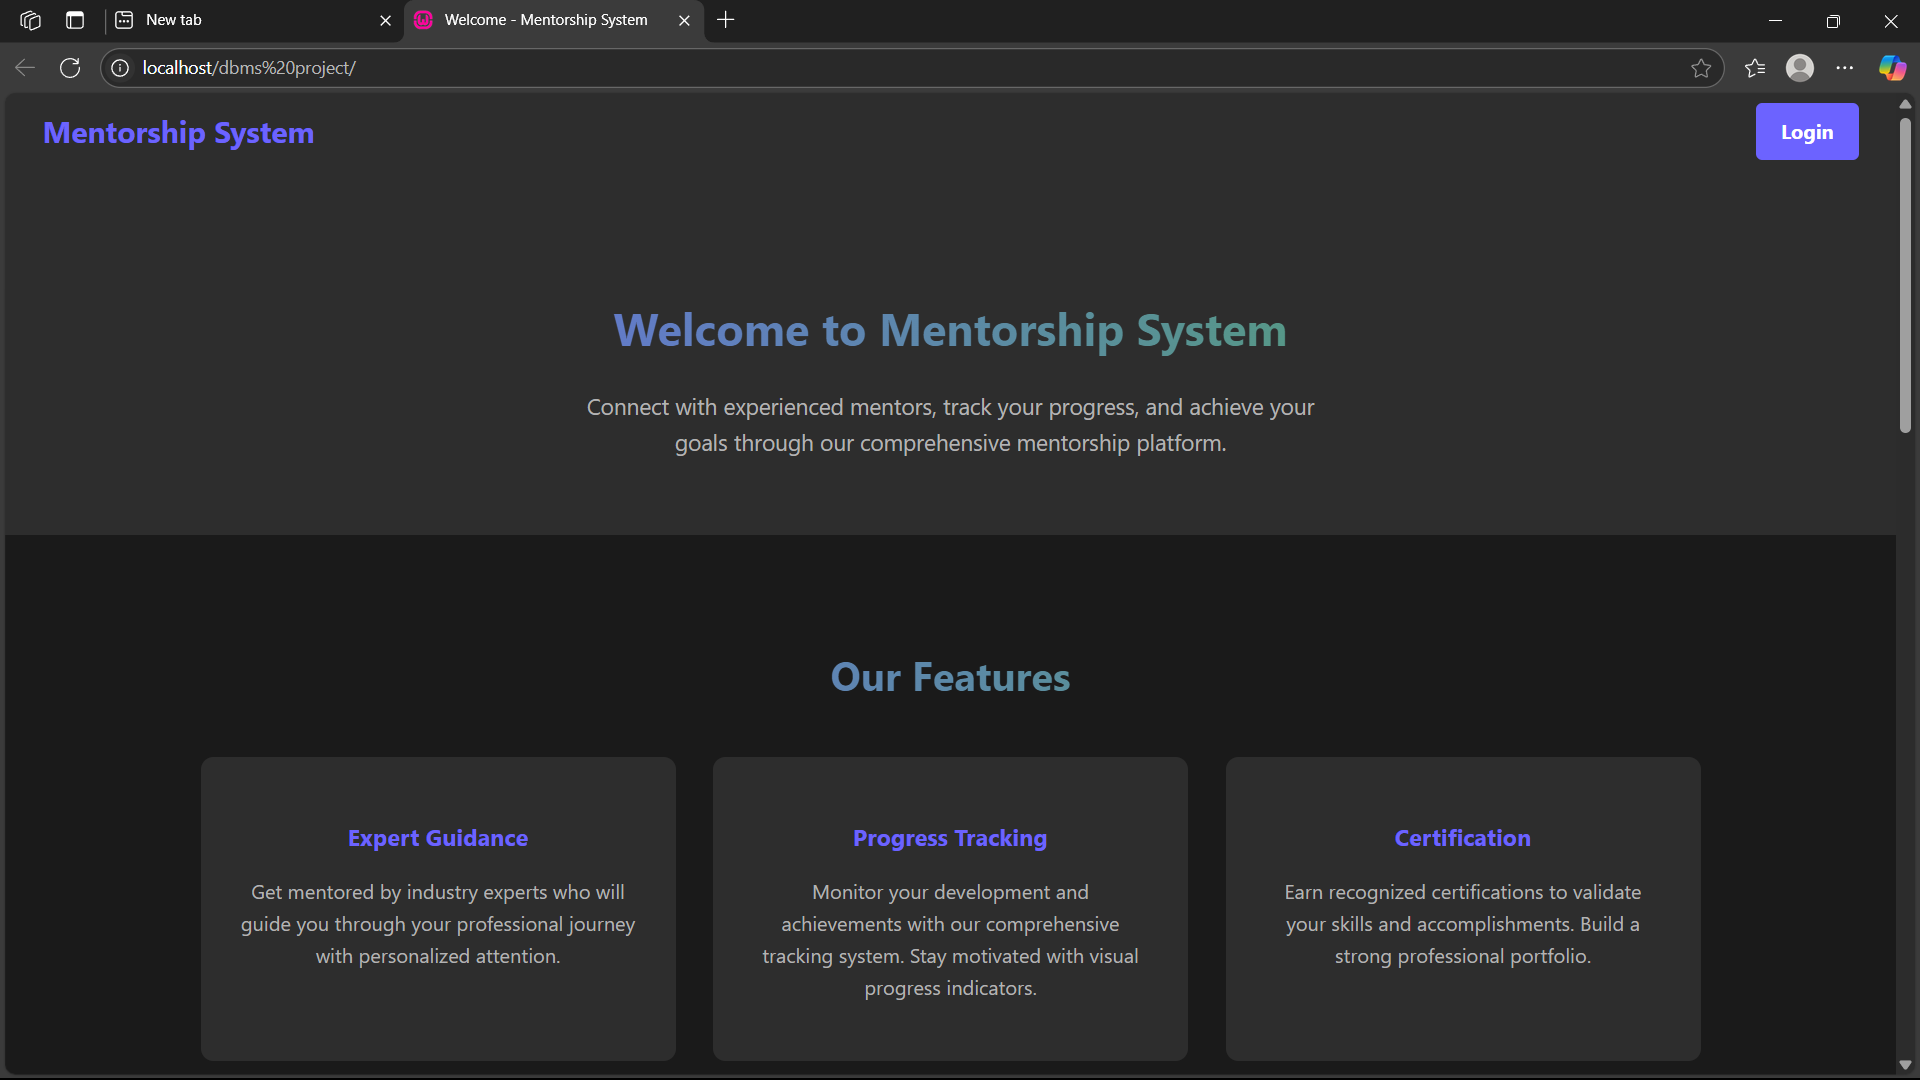 New tab
Welcome - Mentorship System
localhost/dbms%20project/
Mentorship System
Login
Welcome to Mentorship System
Connect with experienced mentors, track your progress, and achieve your
goals through our comprehensive mentorship platform.
Our Features
Expert Guidance
Get mentored by industry experts who will
guide you through your professional journey
with personalized attention.
Progress Tracking
Monitor your development and
achievements with our comprehensive
tracking system. Stay motivated with visual
progress indicators.
Certification
Earn recognized certifications to validate
your skills and accomplishments. Build a
strong professional portfolio.